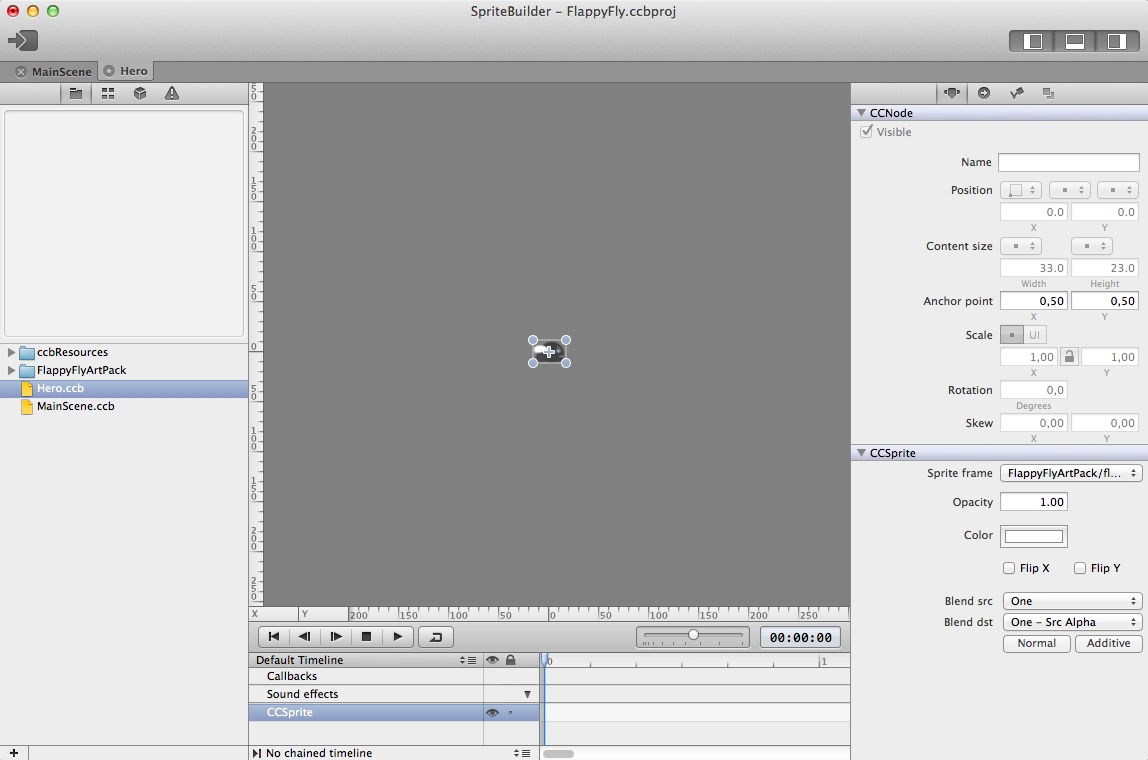 SpriteBuilder – FlappyFly.ccbproj
MainScene
Hero
ccbResources
FlappyFlyArtPack
Hero.ccb
MainScene.ccb
50
200
150
100
50
0
50
100
150
200
250
X Y 200 150 100 50 0 50 100 150 200 250
00:00:00
Default Timeline 0 1
Callbacks
Sound effects
CCSprite
No chained timeline
CCNode
Visible
Name
Position
0.0 0.0
X Y
Content size
33.0 23.0
Width Height
Anchor point 0,50 0,50
X Y
Scale UI
1,00 1,00
X Y
Rotation 0,0
Degrees
Skew 0,00 0,00
X Y
CCSprite
Sprite frame FlappyFlyArtPack/fl...
Opacity 1.00
Color
Flip X Flip Y
Blend src One
Blend dst One – Src Alpha
Normal Additive